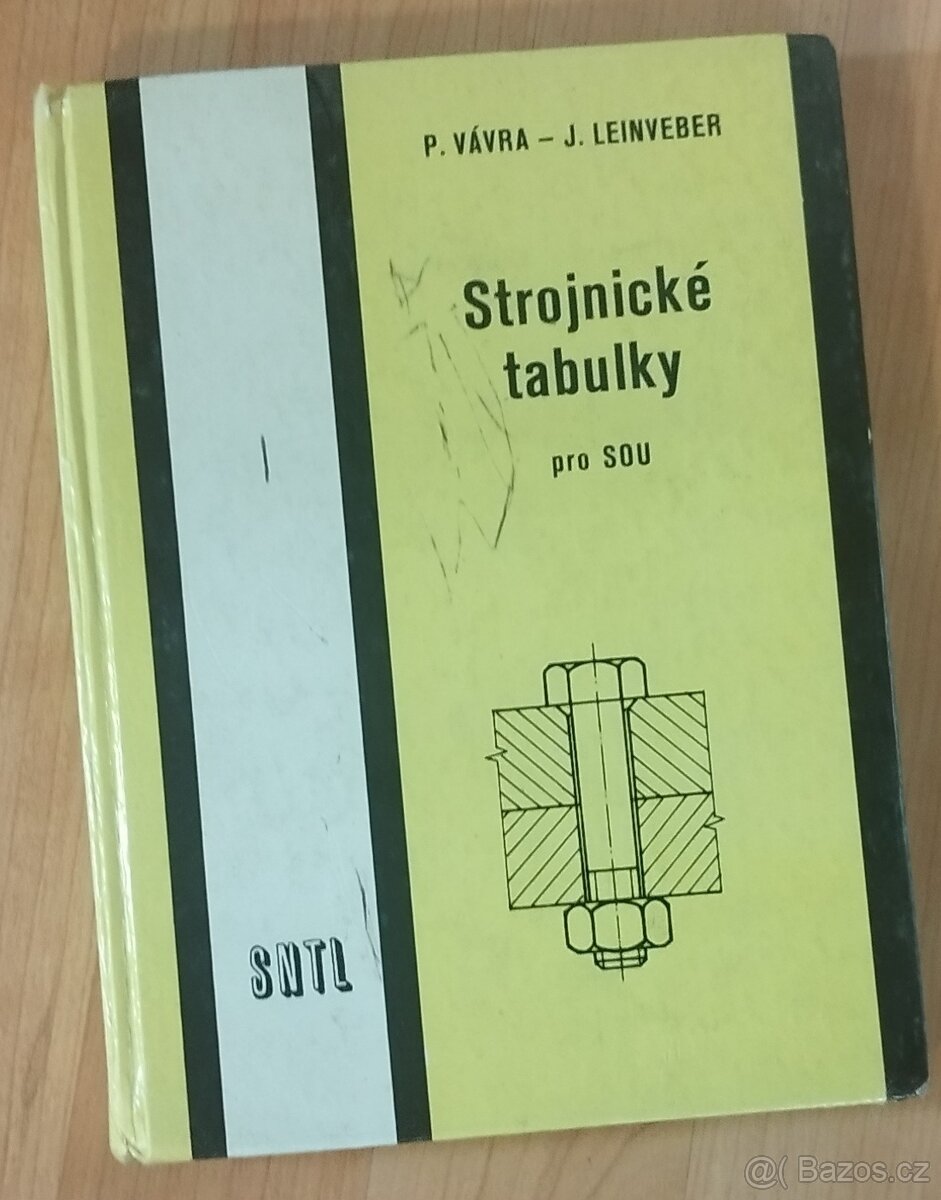 P. VÁVRA – J. LEINVEBER
Strojnické
tabulky
pro SOU
SNTL
@( Bazos.cz